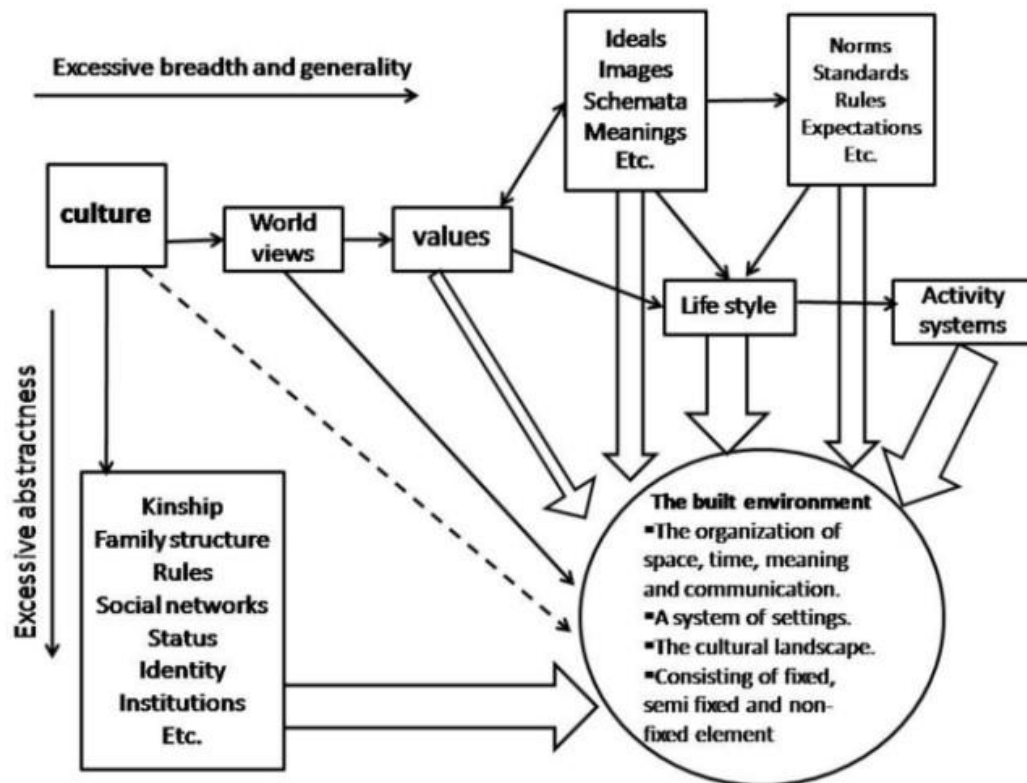 Excessive breadth and generality
Ideals
Images
Schemata
Meanings
Etc.
Norms
Standards
Rules
Expectations
Etc.
culture
World
views
values
Life style
Activity
systems
Excessive abstractness
Kinship
Family structure
Rules
Social networks
Status
Identity
Institutions
Etc.
The built environment
▪The organization of
space, time, meaning
and communication.
▪A system of settings.
▪The cultural landscape.
▪Consisting of fixed,
semi fixed and non-
fixed element